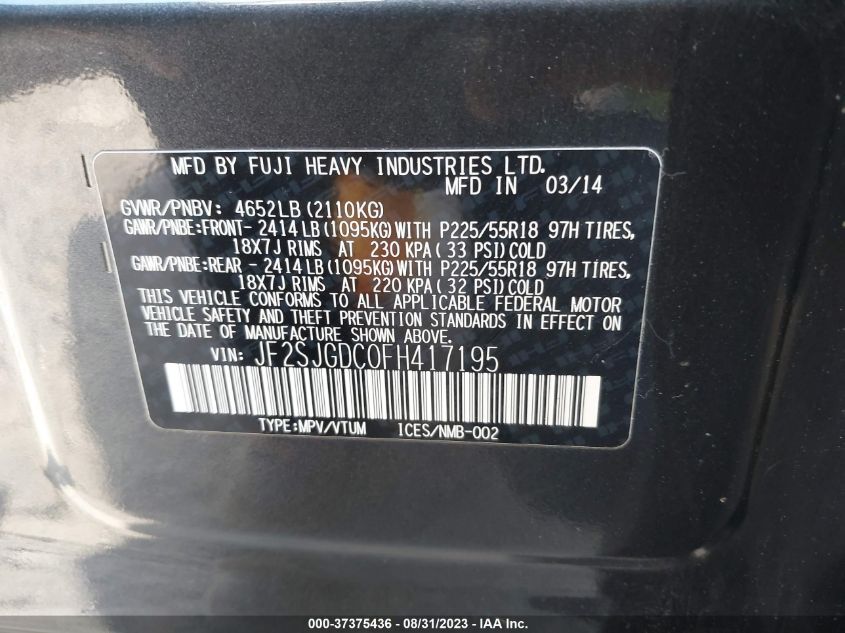 MFD BY FUJI HEAVY INDUSTRIES LTD.
MFD IN 03/14
GVWR/PNBV: 4652LB (2110KG)
GAWR/PNBE:FRONT- 2414 LB (1095KG) WITH P225/55R18 97H TIRES,
18X7J RIMS AT 230 KPA ( 33 PSI) COLD
GAWR/PNBE:REAR - 2414 LB (1095KG) WITH P225/55R18 97H TIRES,
18X7J RIMS AT 220 KPA ( 32 PSI) COLD
THIS VEHICLE CONFORMS TO ALL APPLICABLE FEDERAL MOTOR
VEHICLE SAFETY AND THEFT PREVENTION STANDARDS IN EFFECT ON
THE DATE OF MANUFACTURE SHOWN ABOVE.
VIN: JF2SJGDC0FH417195
TYPE:MPV/VTUM ICES/NMB-002
000-37375436 - 08/31/2023 - IAA Inc.